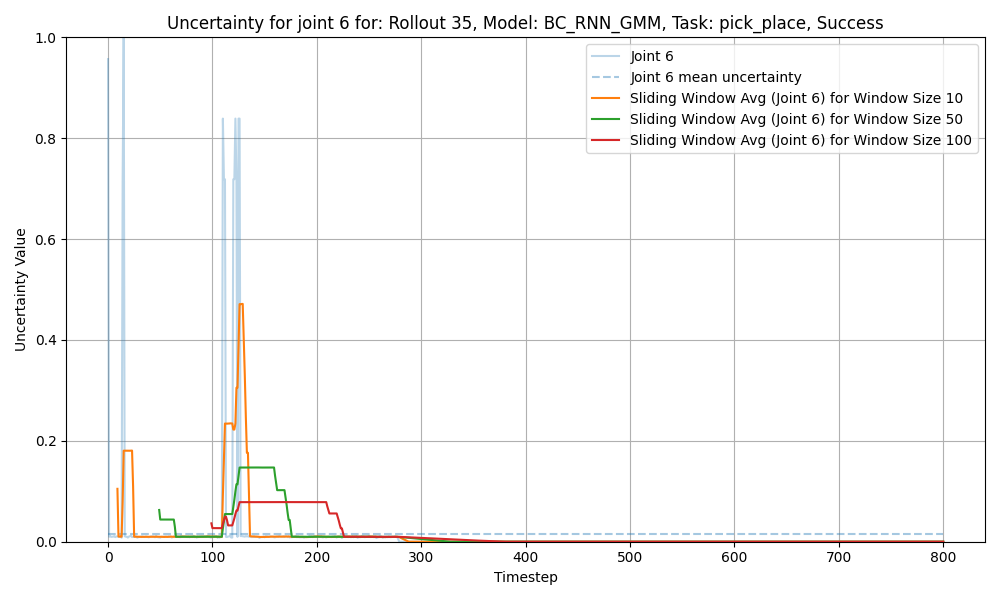 Uncertainty for joint 6 for: Rollout 35, Model: BC_RNN_GMM, Task: pick_place, Success
Joint 6
Joint 6 mean uncertainty
Sliding Window Avg (Joint 6) for Window Size 10
Sliding Window Avg (Joint 6) for Window Size 50
Sliding Window Avg (Joint 6) for Window Size 100
Uncertainty Value
1.0
0.8
0.6
0.4
0.2
0.0
0 100 200 300 400 500 600 700 800
Timestep